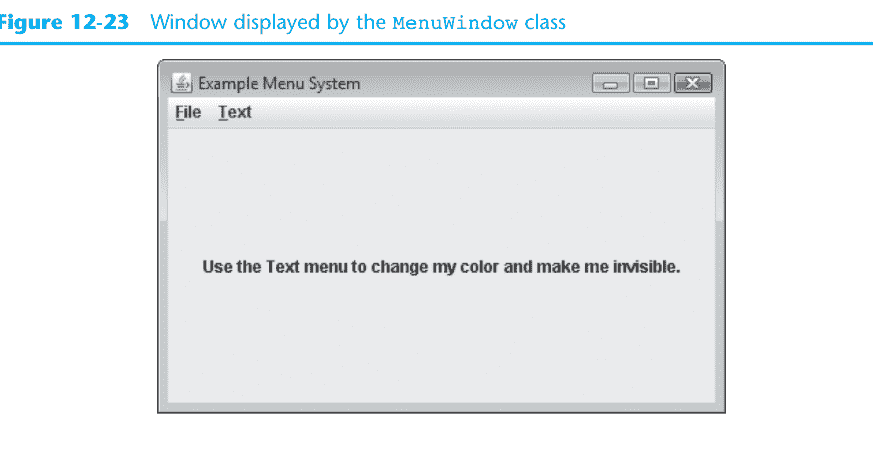 Figure 12-23 Window displayed by the MenuWindow class
Example Menu System
File Text
Use the Text menu to change my color and make me invisible.